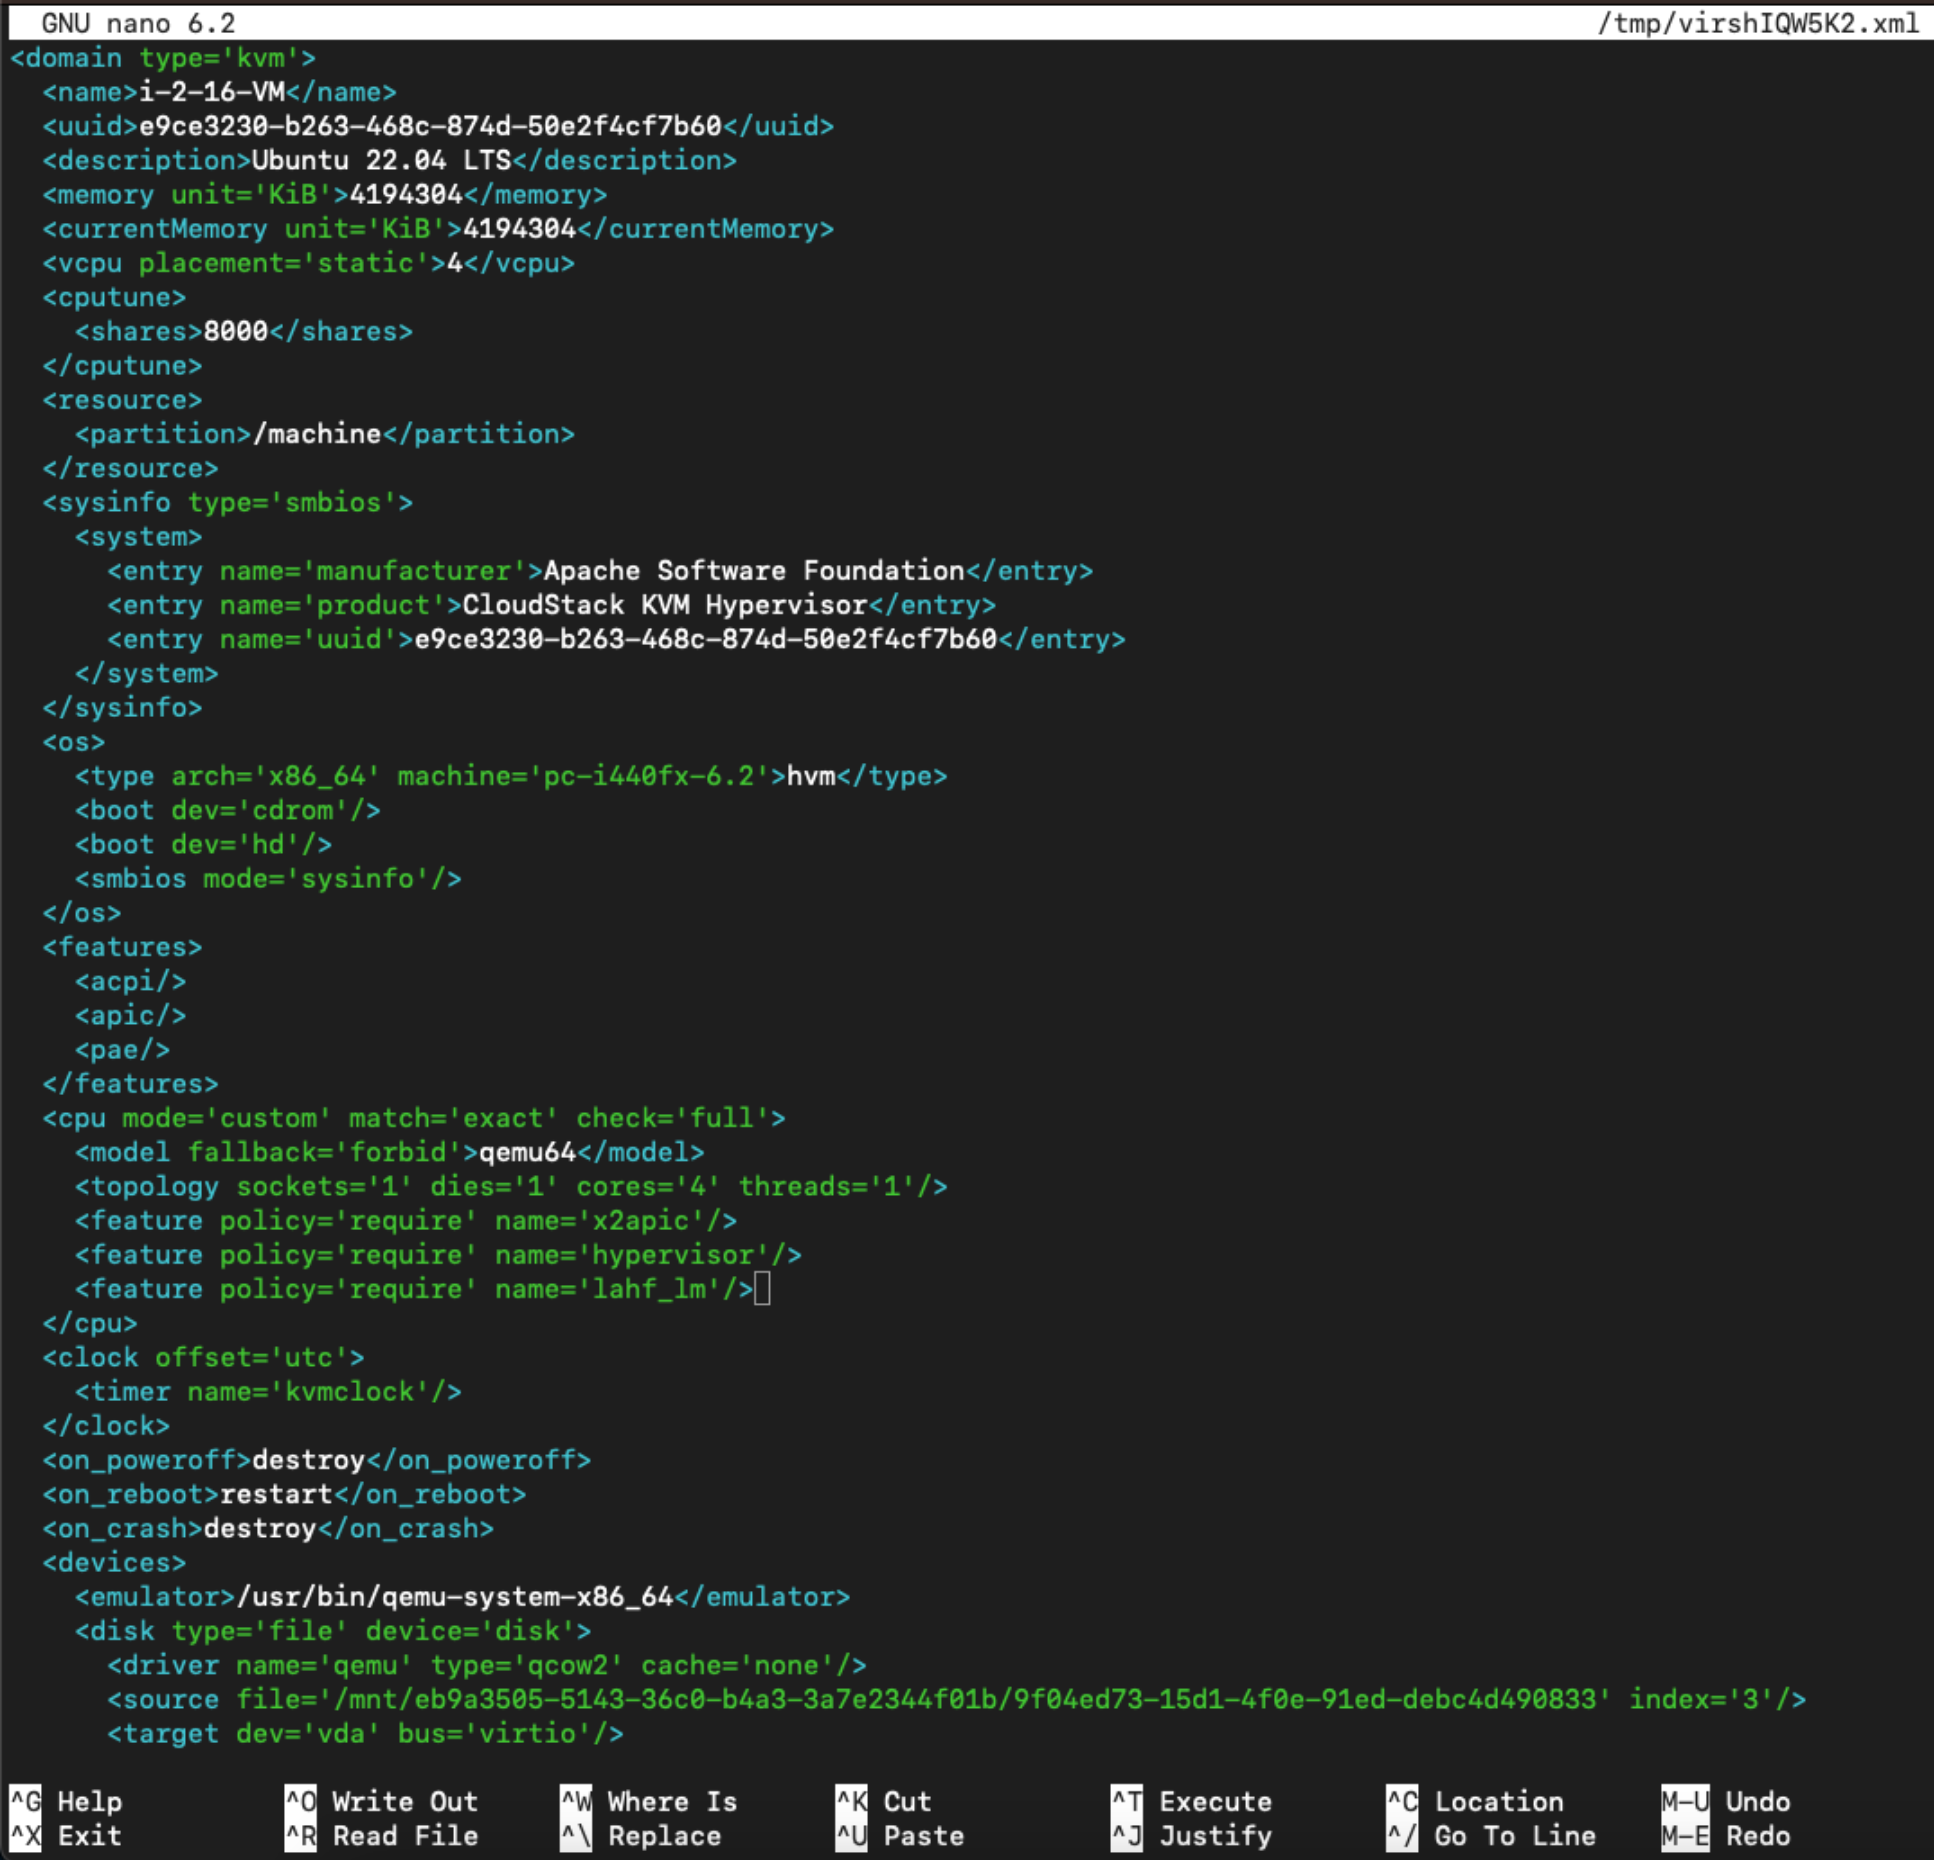 GNU nano 6.2 /tmp/virshIQW5K2.xml
<domain type='kvm'>
  <name>i-2-16-VM</name>
  <uuid>e9ce3230-b263-468c-874d-50e2f4cf7b60</uuid>
  <description>Ubuntu 22.04 LTS</description>
  <memory unit='KiB'>4194304</memory>
  <currentMemory unit='KiB'>4194304</currentMemory>
  <vcpu placement='static'>4</vcpu>
  <cputune>
    <shares>8000</shares>
  </cputune>
  <resource>
    <partition>/machine</partition>
  </resource>
  <sysinfo type='smbios'>
    <system>
      <entry name='manufacturer'>Apache Software Foundation</entry>
      <entry name='product'>CloudStack KVM Hypervisor</entry>
      <entry name='uuid'>e9ce3230-b263-468c-874d-50e2f4cf7b60</entry>
    </system>
  </sysinfo>
  <os>
    <type arch='x86_64' machine='pc-i440fx-6.2'>hvm</type>
    <boot dev='cdrom'/>
    <boot dev='hd'/>
    <smbios mode='sysinfo'/>
  </os>
  <features>
    <acpi/>
    <apic/>
    <pae/>
  </features>
  <cpu mode='custom' match='exact' check='full'>
    <model fallback='forbid'>qemu64</model>
    <topology sockets='1' dies='1' cores='4' threads='1'/>
    <feature policy='require' name='x2apic'/>
    <feature policy='require' name='hypervisor'/>
    <feature policy='require' name='lahf_lm'/>
  </cpu>
  <clock offset='utc'>
    <timer name='kvmclock'/>
  </clock>
  <on_poweroff>destroy</on_poweroff>
  <on_reboot>restart</on_reboot>
  <on_crash>destroy</on_crash>
  <devices>
    <emulator>/usr/bin/qemu-system-x86_64</emulator>
    <disk type='file' device='disk'>
      <driver name='qemu' type='qcow2' cache='none'/>
      <source file='/mnt/eb9a3505-5143-36c0-b4a3-3a7e2344f01b/9f04ed73-15d1-4f0e-91ed-debc4d490833' index='3'/>
      <target dev='vda' bus='virtio'/>
^G Help ^O Write Out ^W Where Is ^K Cut ^T Execute ^C Location M-U Undo
^X Exit ^R Read File ^\ Replace ^U Paste ^J Justify ^/ Go To Line M-E Redo